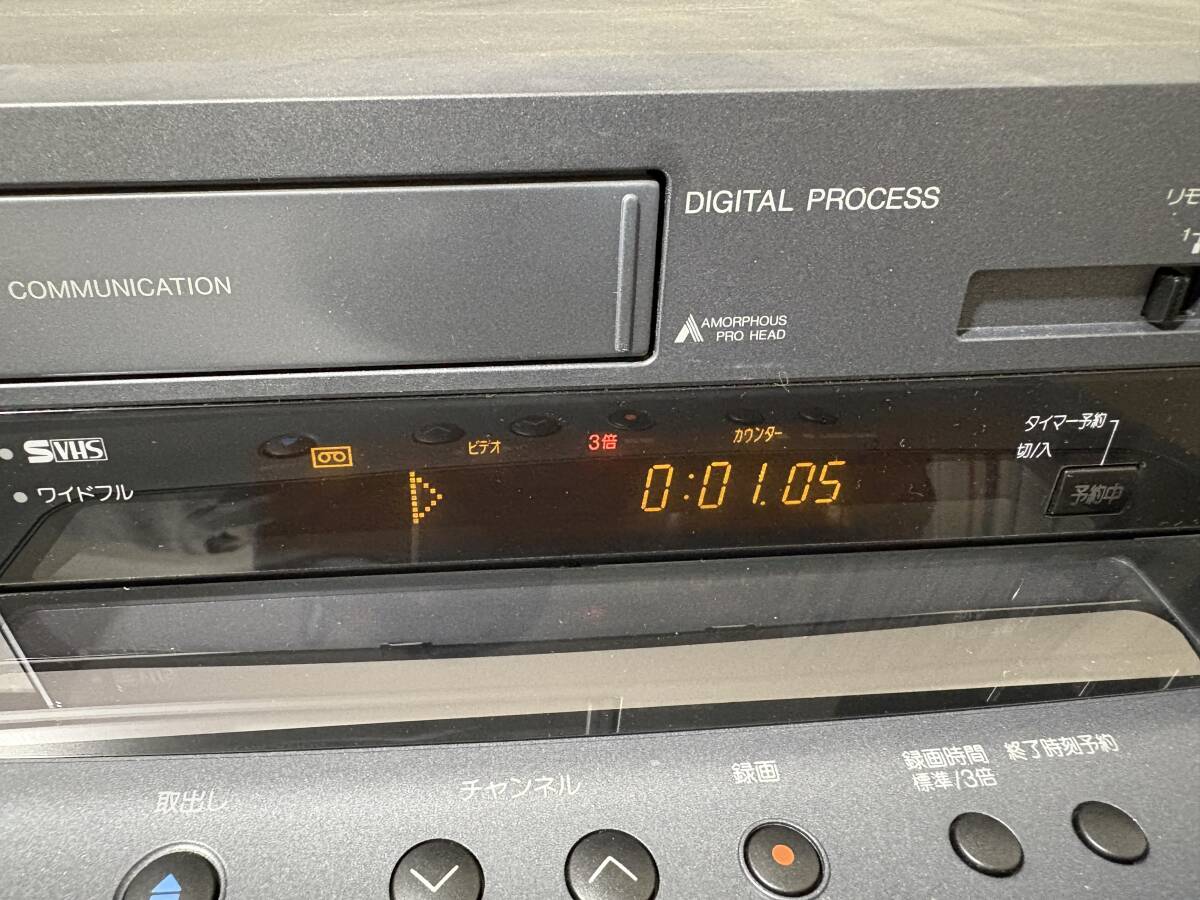 DIGITAL PROCESS
リモ
1
COMMUNICATION
AMORPHOUS
PRO HEAD
SVHS
ワイドフル
ビデオ
3倍
カウンター
0:01.05
タイマー予約
切/入
予約中
取出し
チャンネル
録画
録画時間
標準/3倍
終了時刻予約